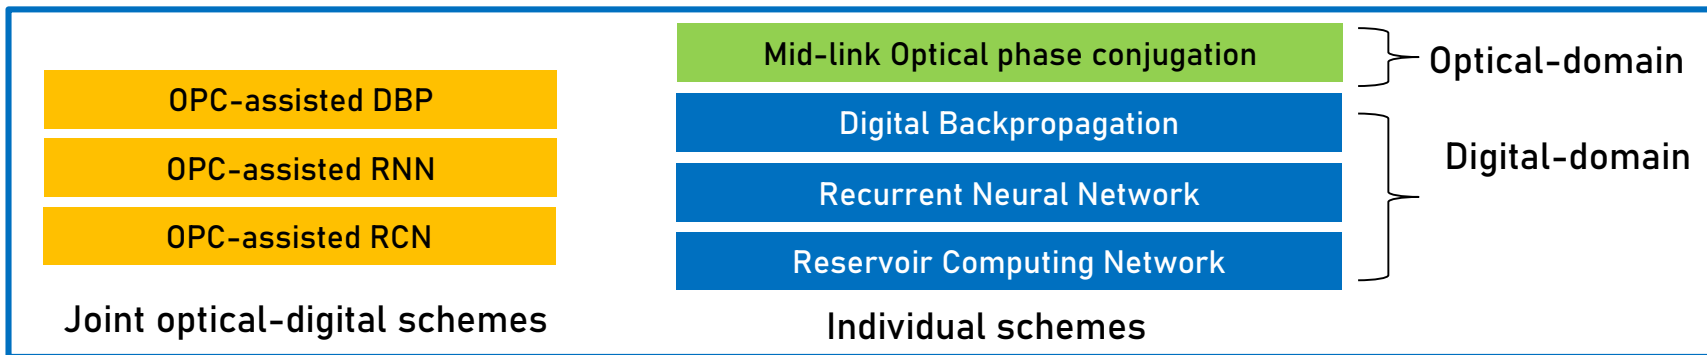 OPC-assisted DBP
OPC-assisted RNN
OPC-assisted RCN
Joint optical-digital schemes
Mid-link Optical phase conjugation
Digital Backpropagation
Recurrent Neural Network
Reservoir Computing Network
Individual schemes
Optical-domain
Digital-domain